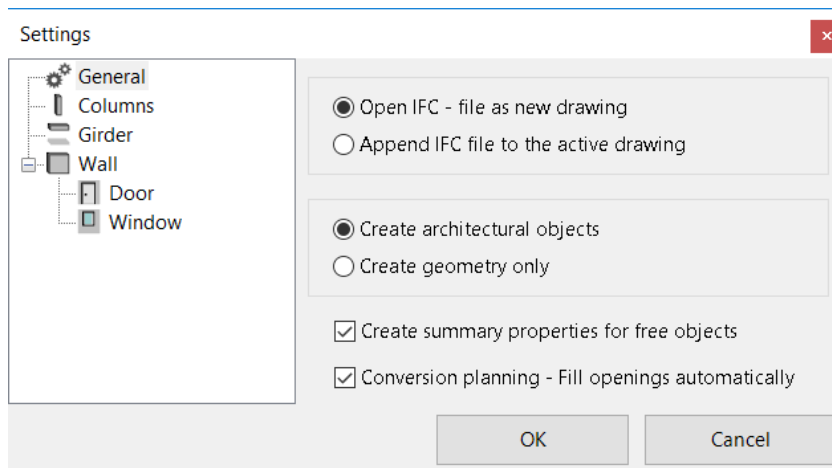 Settings
General
Columns
Girder
Wall
Door
Window
Open IFC - file as new drawing
Append IFC file to the active drawing
Create architectural objects
Create geometry only
Create summary properties for free objects
Conversion planning - Fill openings automatically
OK
Cancel